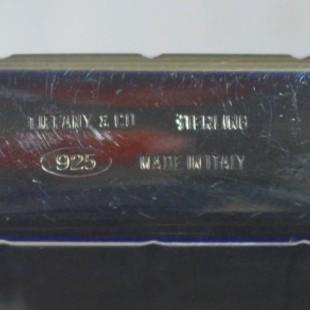 TIFFANY & CO STERLING
925 MADE IN ITALY